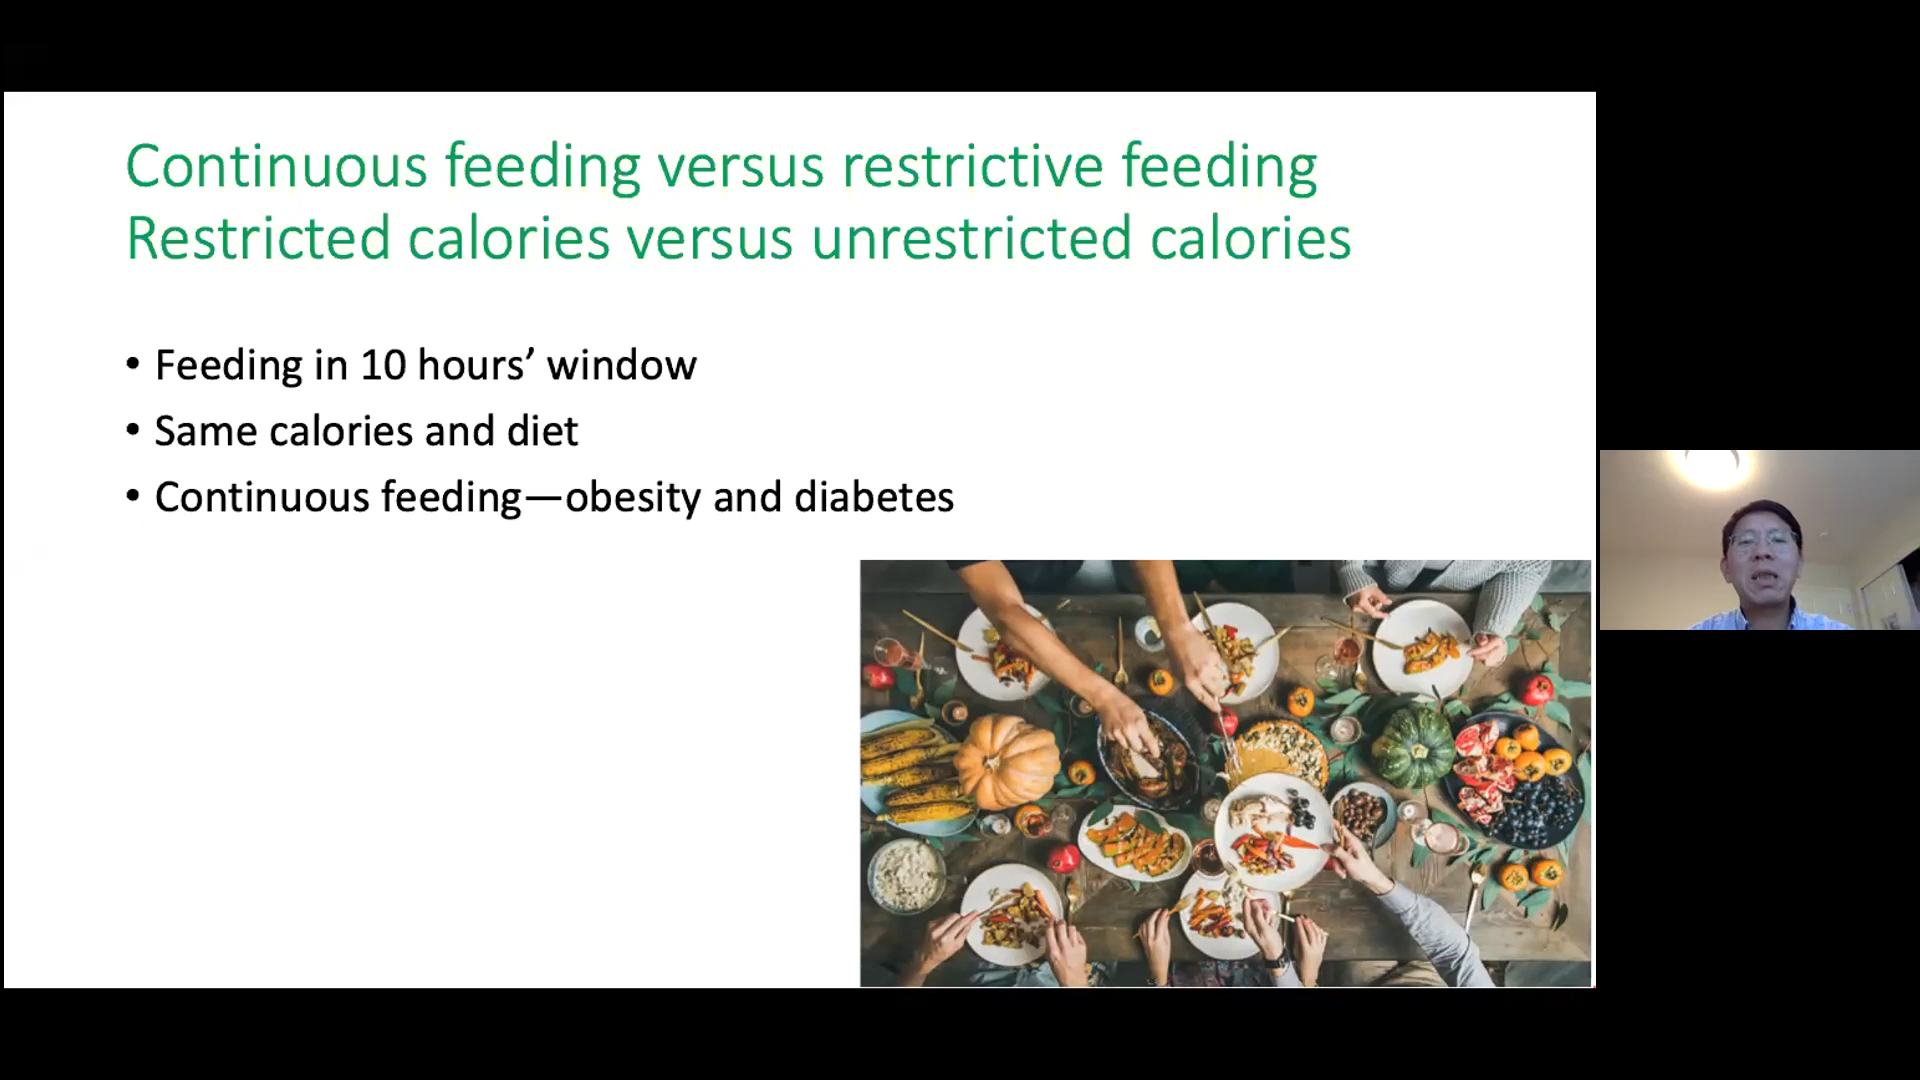 Continuous feeding versus restrictive feeding
Restricted calories versus unrestricted calories
• Feeding in 10 hours’ window
• Same calories and diet
• Continuous feeding—obesity and diabetes